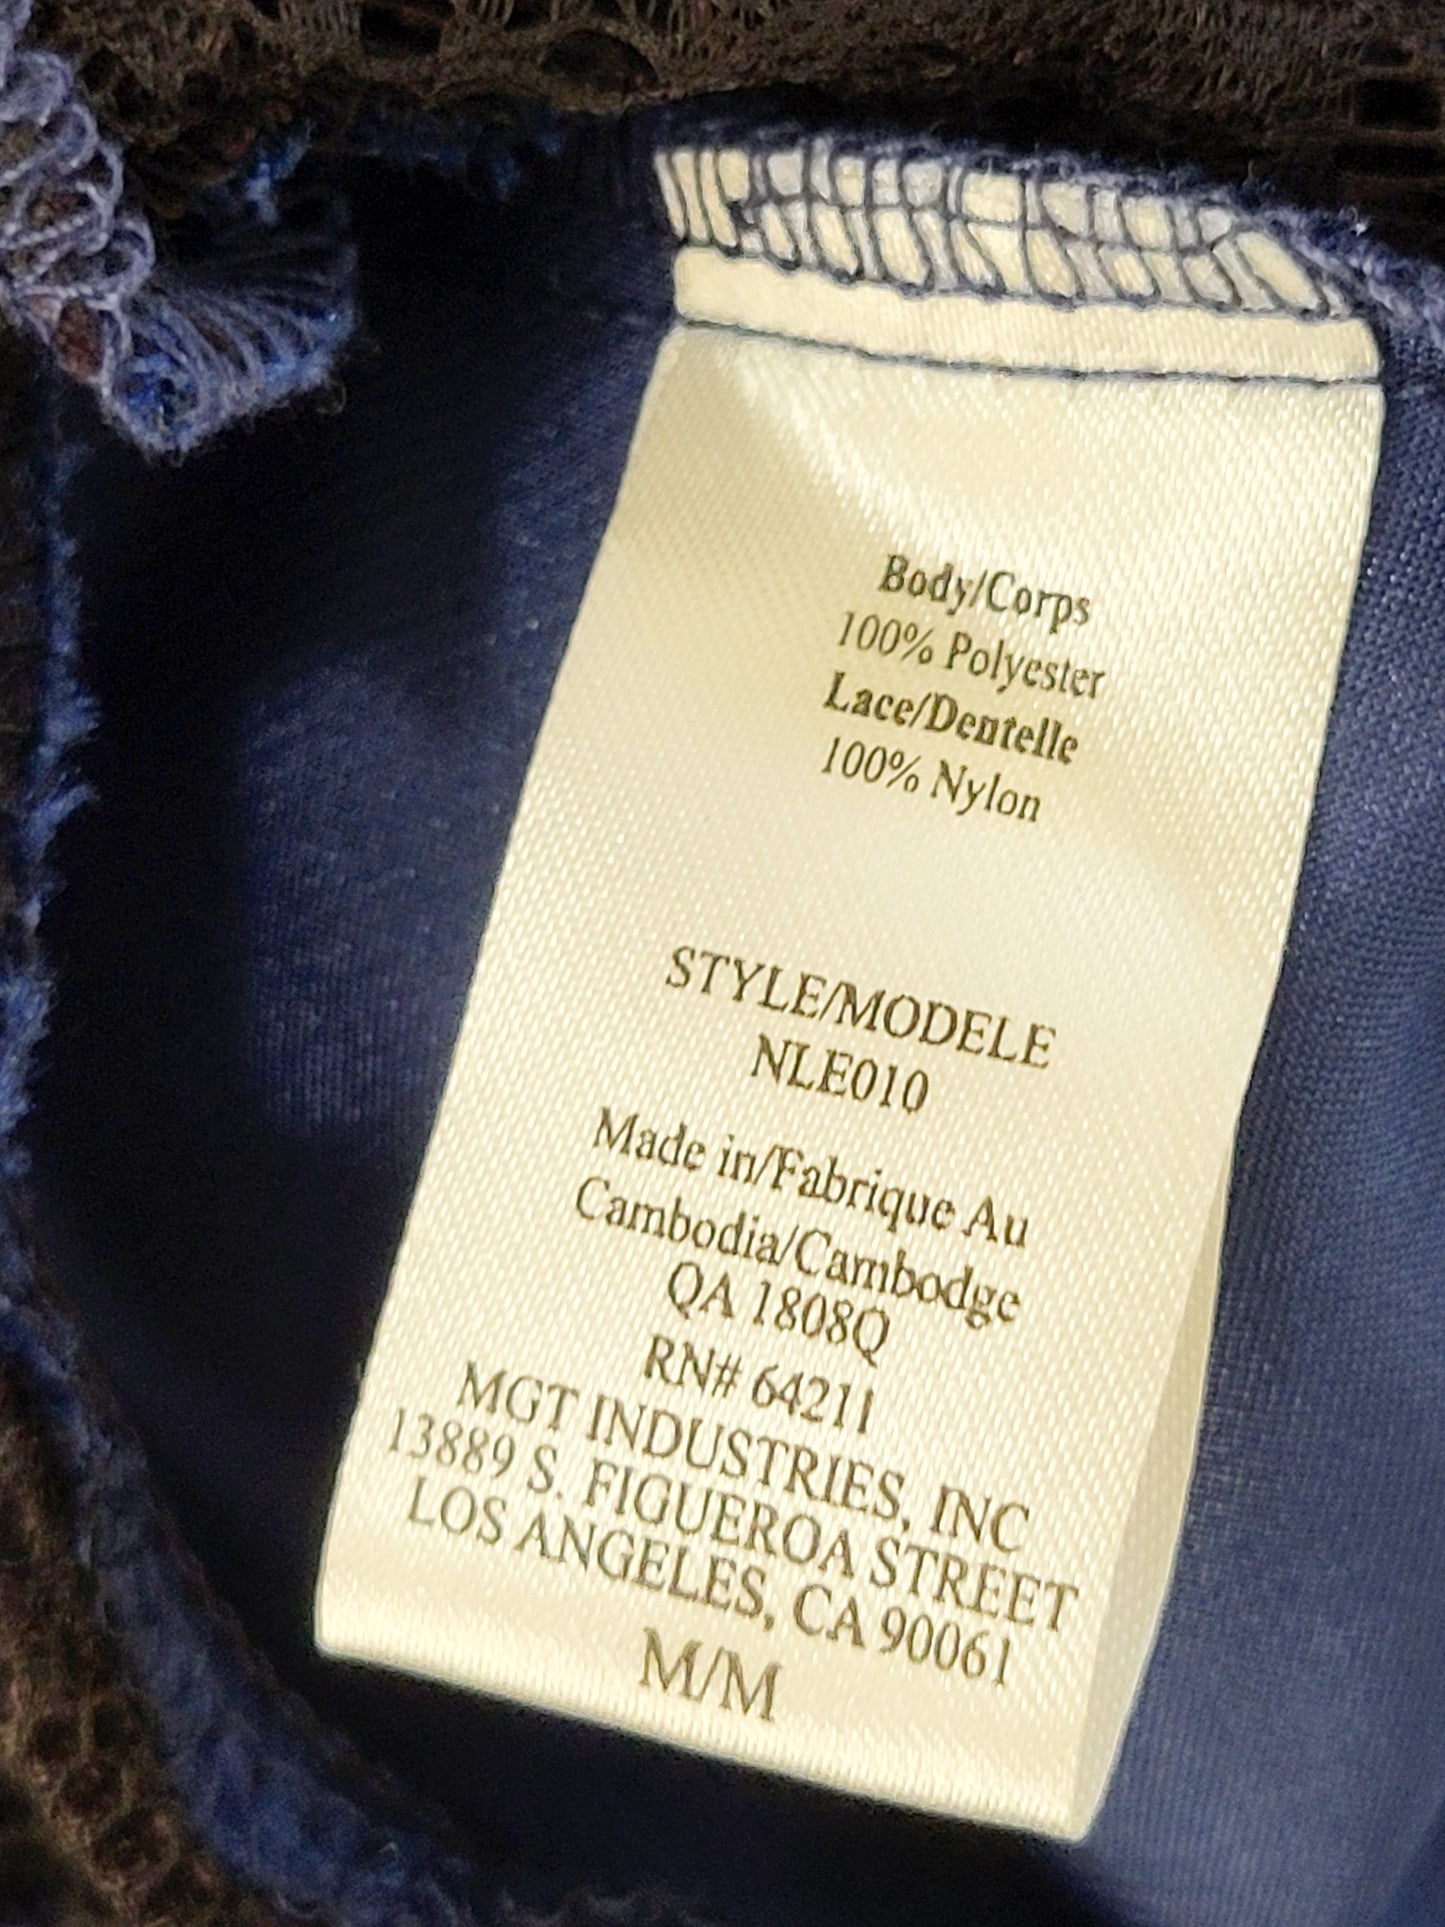 Body/Corps
100% Polyester
Lace/Dentelle
100% Nylon
STYLE/MODELE
NLE010
Made in/Fabrique Au
Cambodia/Cambodge
QA 1808Q
RN# 64211
MGT INDUSTRIES, INC
13889 S. FIGUEROA STREET
LOS ANGELES, CA 90061
M/M